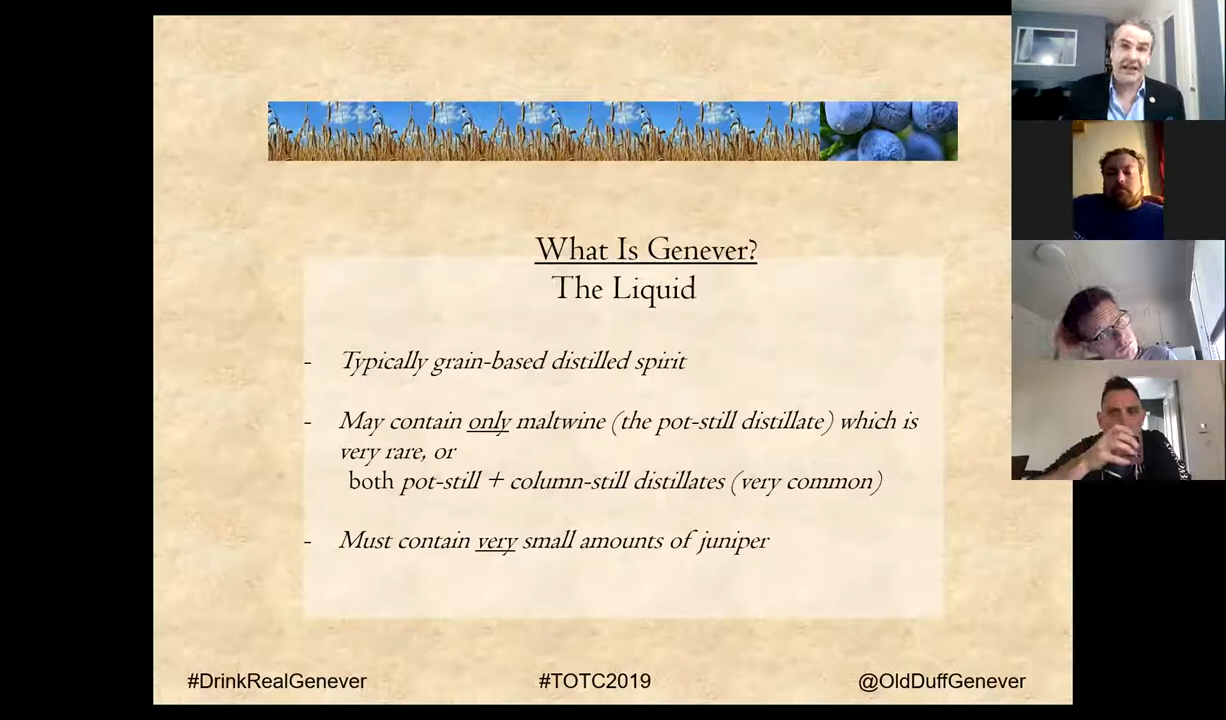 What Is Genever?
The Liquid
- Typically grain-based distilled spirit
- May contain only maltwine (the pot-still distillate) which is
very rare, or
both pot-still + column-still distillates (very common)
- Must contain very small amounts of juniper
#DrinkRealGenever
#TOTC2019
@OldDuffGenever